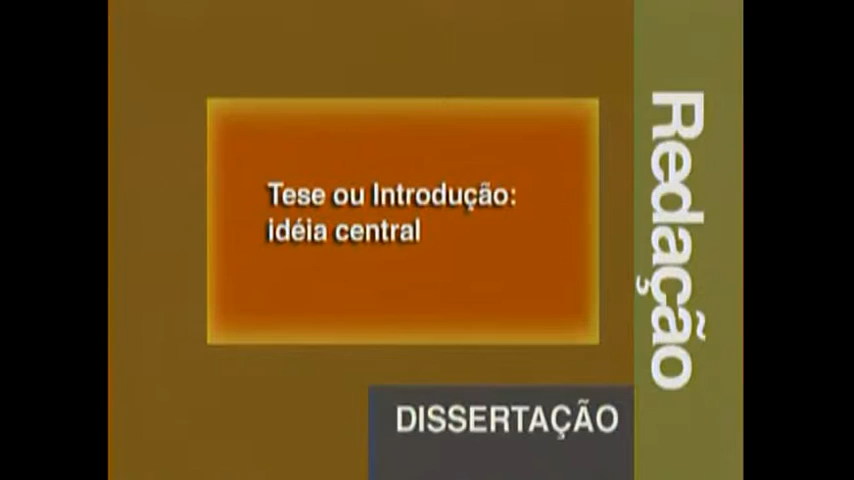 Tese ou Introdução:
idéia central
DISSERTAÇÃO
Redação